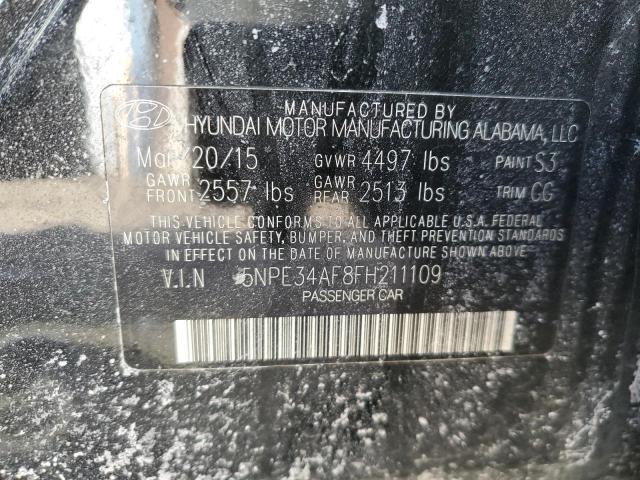 MANUFACTURED BY
HYUNDAI MOTOR MANUFACTURING ALABAMA, LLC
Mar/20/15 GVWR 4497 lbs PAINT S3
GAWR FRONT 2557 lbs GAWR REAR 2513 lbs TRIM CG
THIS VEHICLE CONFORMS TO ALL APPLICABLE U.S.A. FEDERAL
MOTOR VEHICLE SAFETY, BUMPER, AND THEFT PREVENTION STANDARDS
IN EFFECT ON THE DATE OF MANUFACTURE SHOWN ABOVE.
V.I.N 5NPE34AF8FH211109
PASSENGER CAR